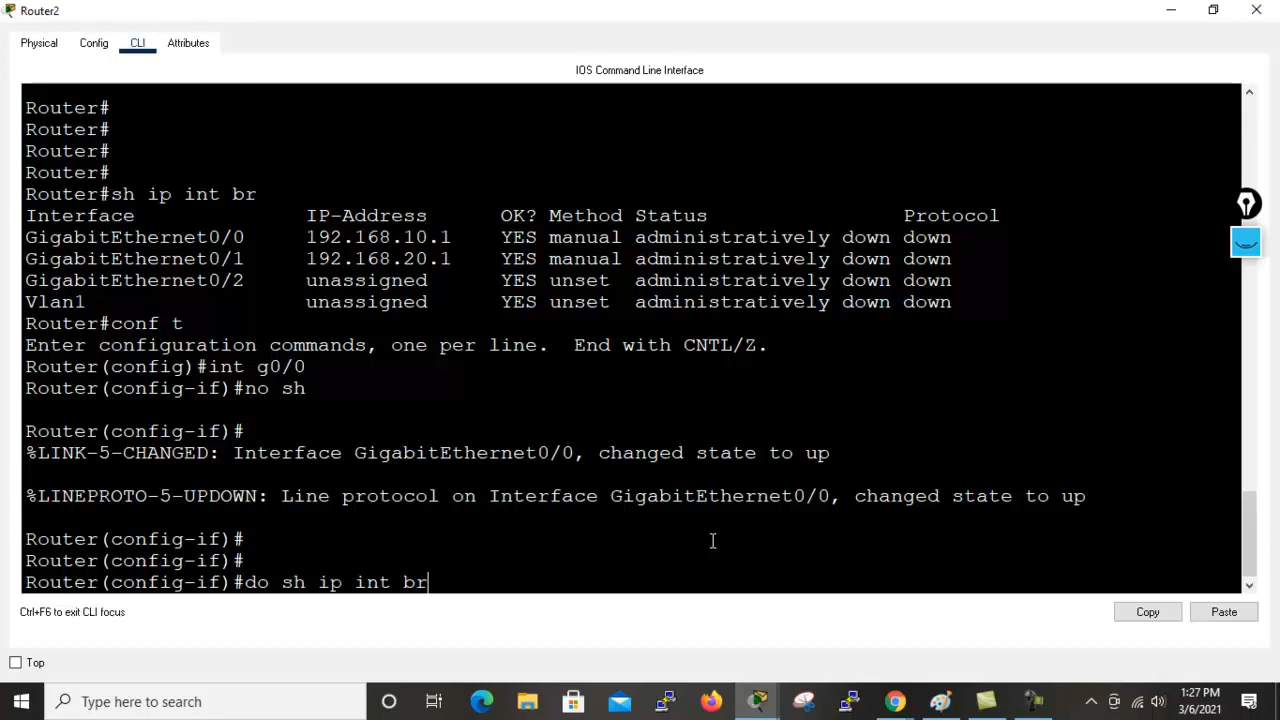 Router2
Physical Config CLI Attributes
IOS Command Line Interface
Router#
Router#
Router#
Router#
Router#sh ip int br
Interface IP-Address OK? Method Status Protocol
GigabitEthernet0/0 192.168.10.1 YES manual administratively down down
GigabitEthernet0/1 192.168.20.1 YES manual administratively down down
GigabitEthernet0/2 unassigned YES unset administratively down down
Vlan1 unassigned YES unset administratively down down
Router#conf t
Enter configuration commands, one per line. End with CNTL/Z.
Router(config)#int g0/0
Router(config-if)#no sh
Router(config-if)#
%LINK-5-CHANGED: Interface GigabitEthernet0/0, changed state to up
%LINEPROTO-5-UPDOWN: Line protocol on Interface GigabitEthernet0/0, changed state to up
Router(config-if)#
Router(config-if)#
Router(config-if)#do sh ip int br
Ctrl+F6 to exit CLI focus
Copy Paste
Top
Type here to search
1:27 PM
3/6/2021